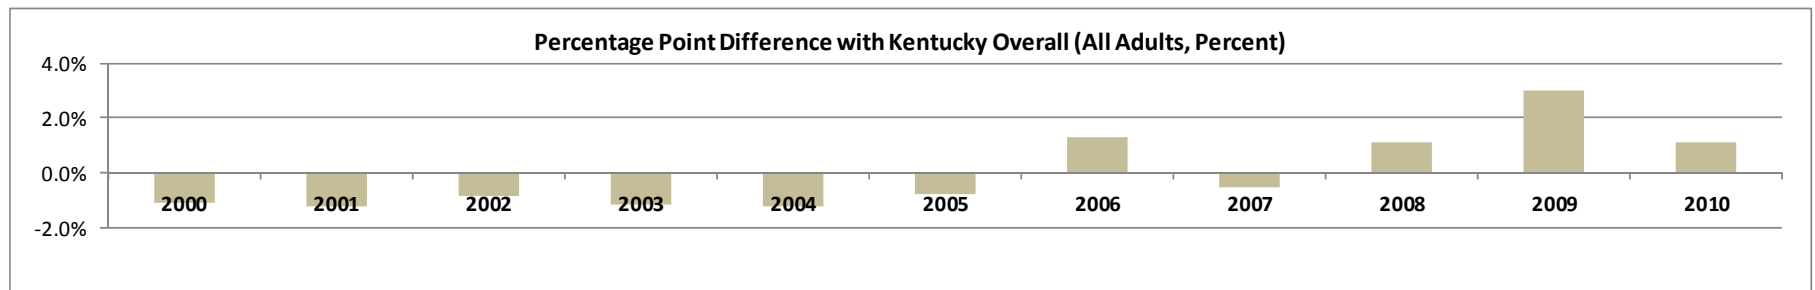 Percentage Point Difference with Kentucky Overall (All Adults, Percent)
4.0%
2.0%
0.0%
2000 2001 2002 2003 2004 2005 2006 2007 2008 2009 2010
-2.0%